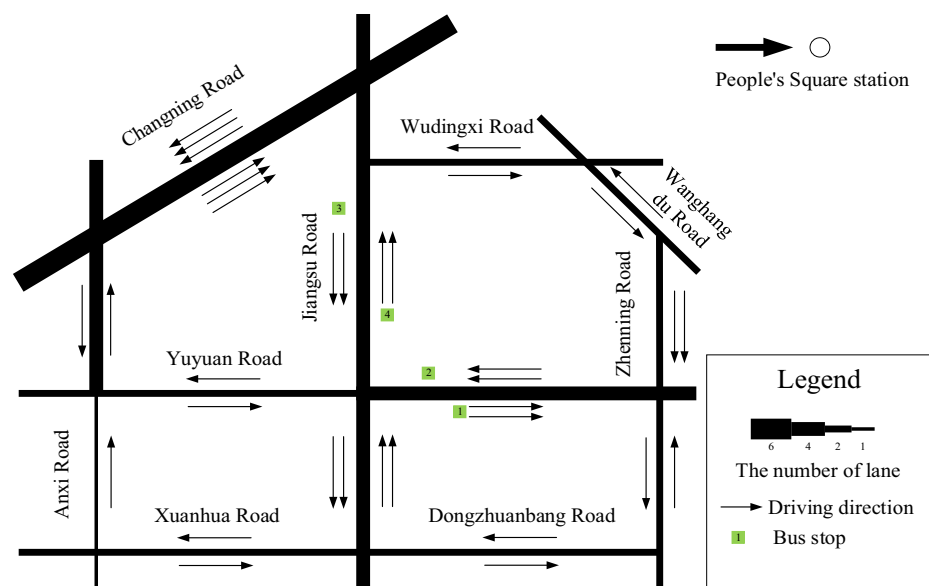 People's Square station
Changning Road
Wudingxi Road
Wanghang
du Road
3
Jiangsu Road
4
Zhenning Road
Yuyuan Road
2
1
Legend
6 4 2 1
The number of lane
Driving direction
1 Bus stop
Anxi Road
Xuanhua Road
Dongzhuanbang Road